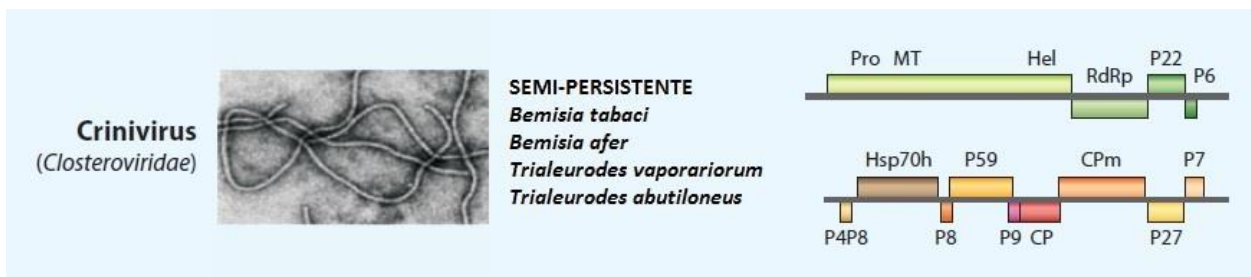 Crinivirus
(Closteroviridae)
SEMI-PERSISTENTE
Bemisia tabaci
Bemisia afer
Trialeurodes vaporariorum
Trialeurodes abutiloneus
Pro MT Hel RdRp P22 P6
Hsp70h P59 CPm P7
P4P8 P8 P9 CP P27